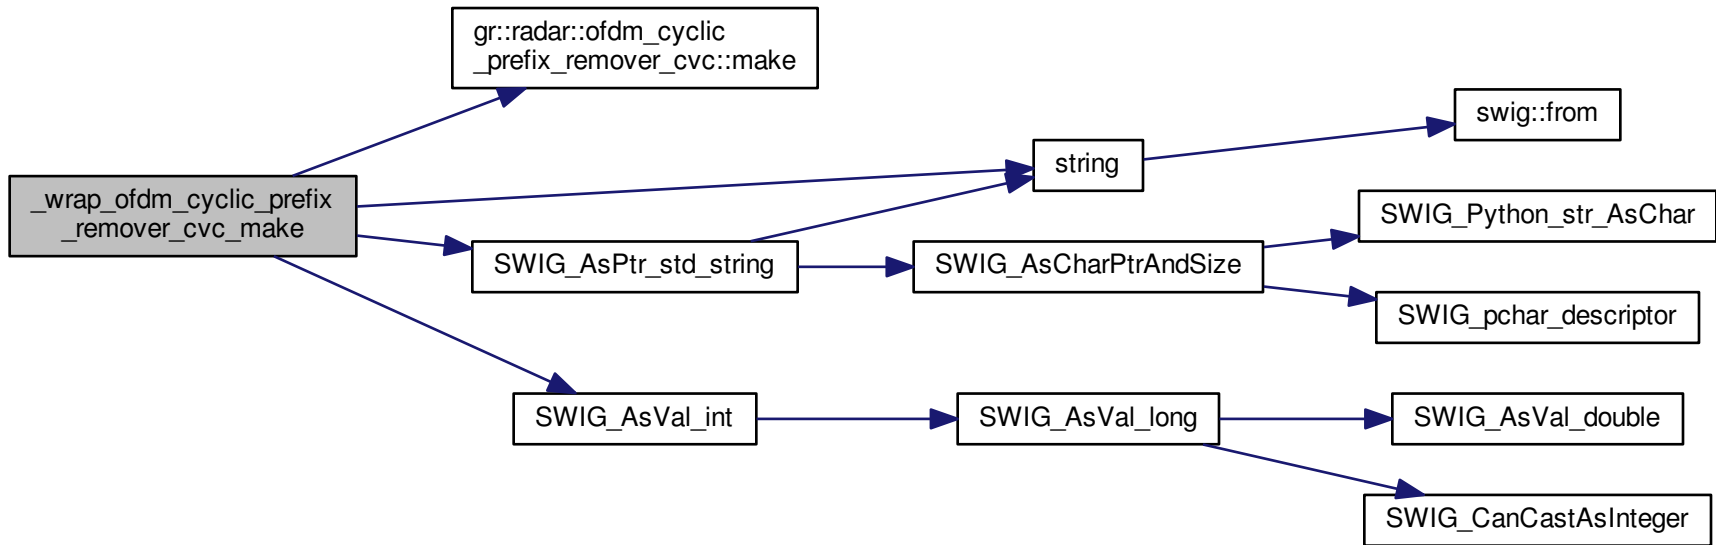 gr::radar::ofdm_cyclic
_prefix_remover_cvc::make
swig::from
string
_wrap_ofdm_cyclic_prefix
_remover_cvc_make
SWIG_Python_str_AsChar
SWIG_AsPtr_std_string
SWIG_AsCharPtrAndSize
SWIG_pchar_descriptor
SWIG_AsVal_int
SWIG_AsVal_long
SWIG_AsVal_double
SWIG_CanCastAsInteger